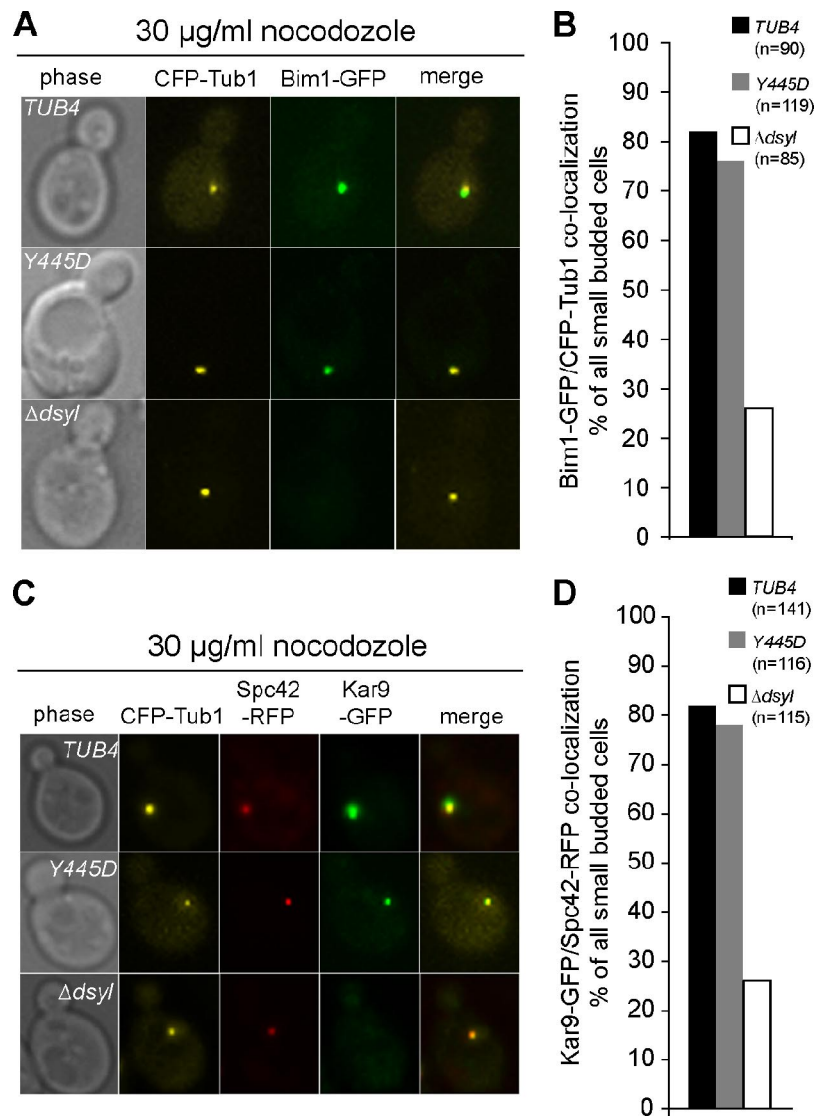 A
30 µg/ml nocodozole
phase CFP-Tub1 Bim1-GFP merge
TUB4
Y445D
Δdsyl
B
Bim1-GFP/CFP-Tub1 co-localization
% of all small budded cells
100
90
80
70
60
50
40
30
20
10
0
TUB4
(n=90)
Y445D
(n=119)
Δdsyl
(n=85)
C
30 µg/ml nocodozole
phase CFP-Tub1 Spc42 Kar9 merge
-RFP -GFP
TUB4
Y445D
Δdsyl
D
Kar9-GFP/Spc42-RFP co-localization
% of all small budded cells
100
90
80
70
60
50
40
30
20
10
0
TUB4
(n=141)
Y445D
(n=116)
Δdsyl
(n=115)